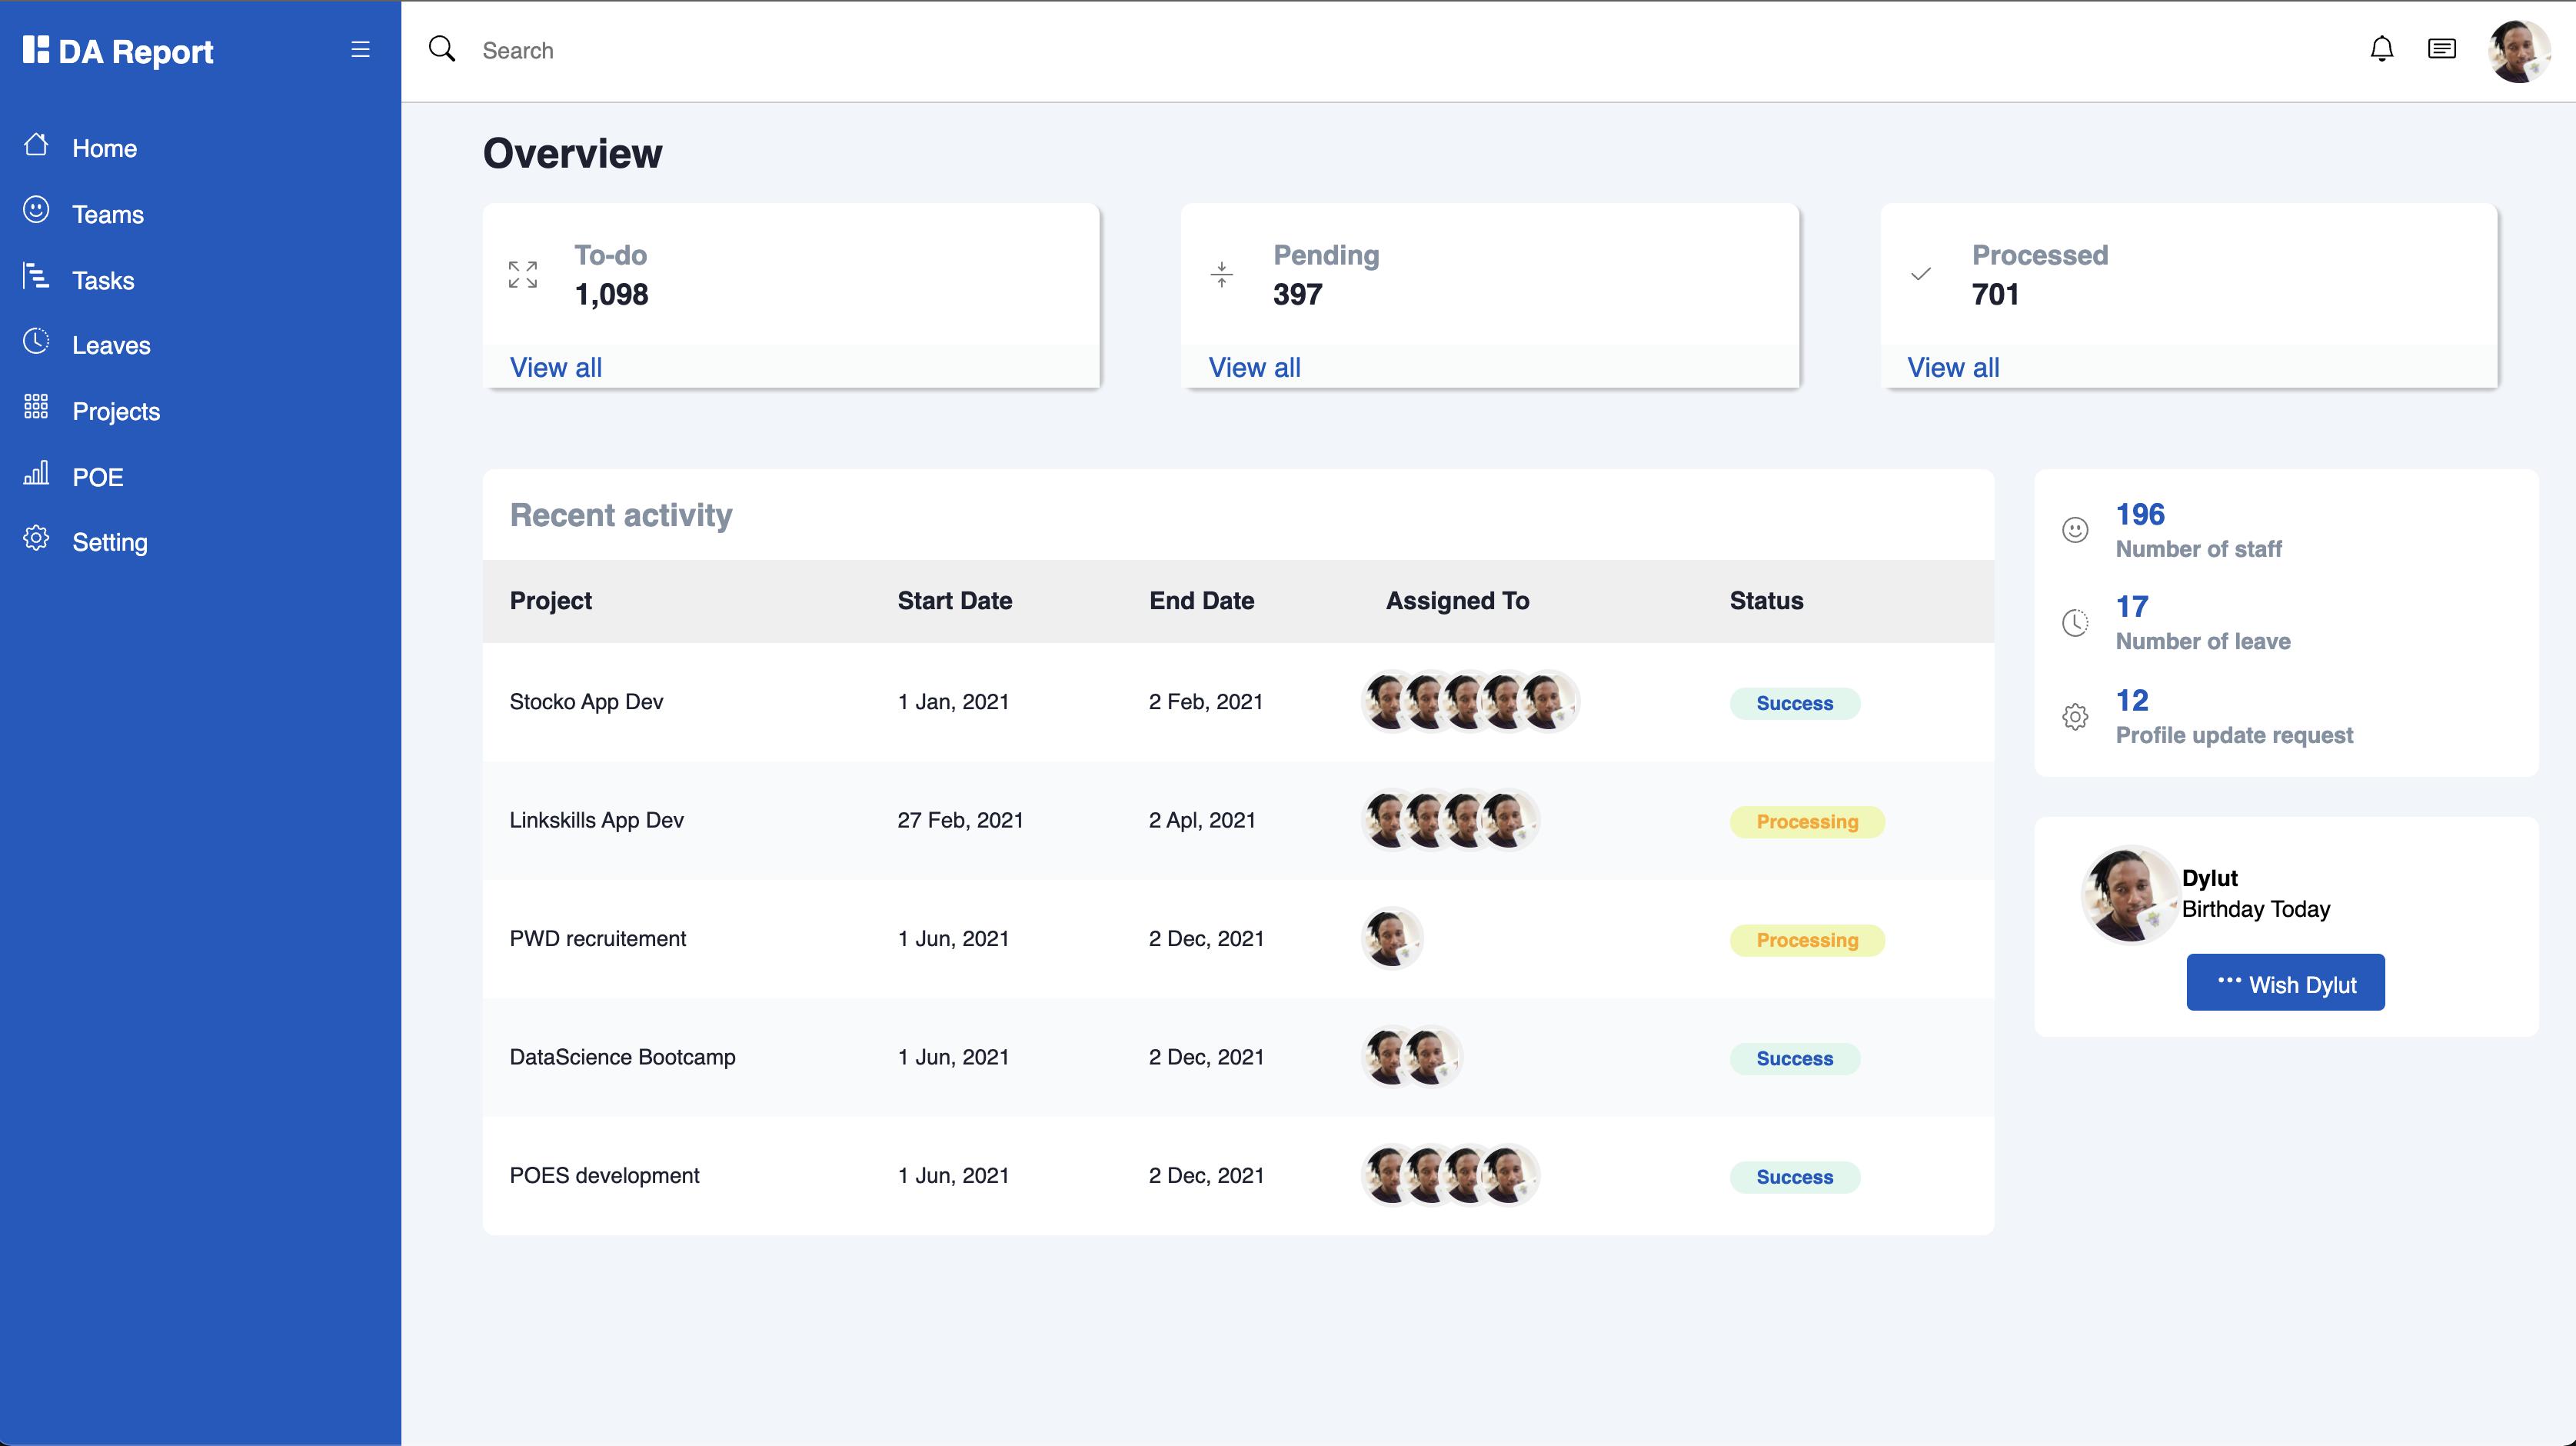 DA Report
Search
Home
Teams
Tasks
Leaves
Projects
POE
Setting
Overview
To-do
1,098
View all
Pending
397
View all
Processed
701
View all
Recent activity
Project Start Date End Date Assigned To Status
Stocko App Dev 1 Jan, 2021 2 Feb, 2021 Success
Linkskills App Dev 27 Feb, 2021 2 Apl, 2021 Processing
PWD recruitement 1 Jun, 2021 2 Dec, 2021 Processing
DataScience Bootcamp 1 Jun, 2021 2 Dec, 2021 Success
POES development 1 Jun, 2021 2 Dec, 2021 Success
196
Number of staff
17
Number of leave
12
Profile update request
Dylut
Birthday Today
Wish Dylut